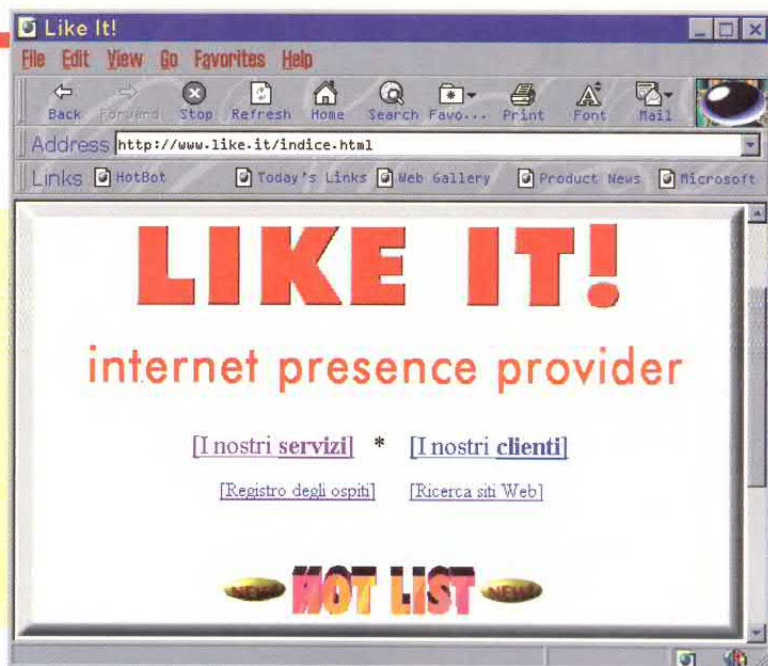 Like It!
File Edit View Go Favorites Help
Back Forward Stop Refresh Home Search Favo... Print Font Mail
Address http://www.like.it/indice.html
Links HotBot Today's Links Web Gallery Product News Microsoft
LIKE IT!
internet presence provider
[I nostri servizi] * [I nostri clienti]
[Registro degli ospiti] [Ricerca siti Web]
NEW! HOT LIST NEW!